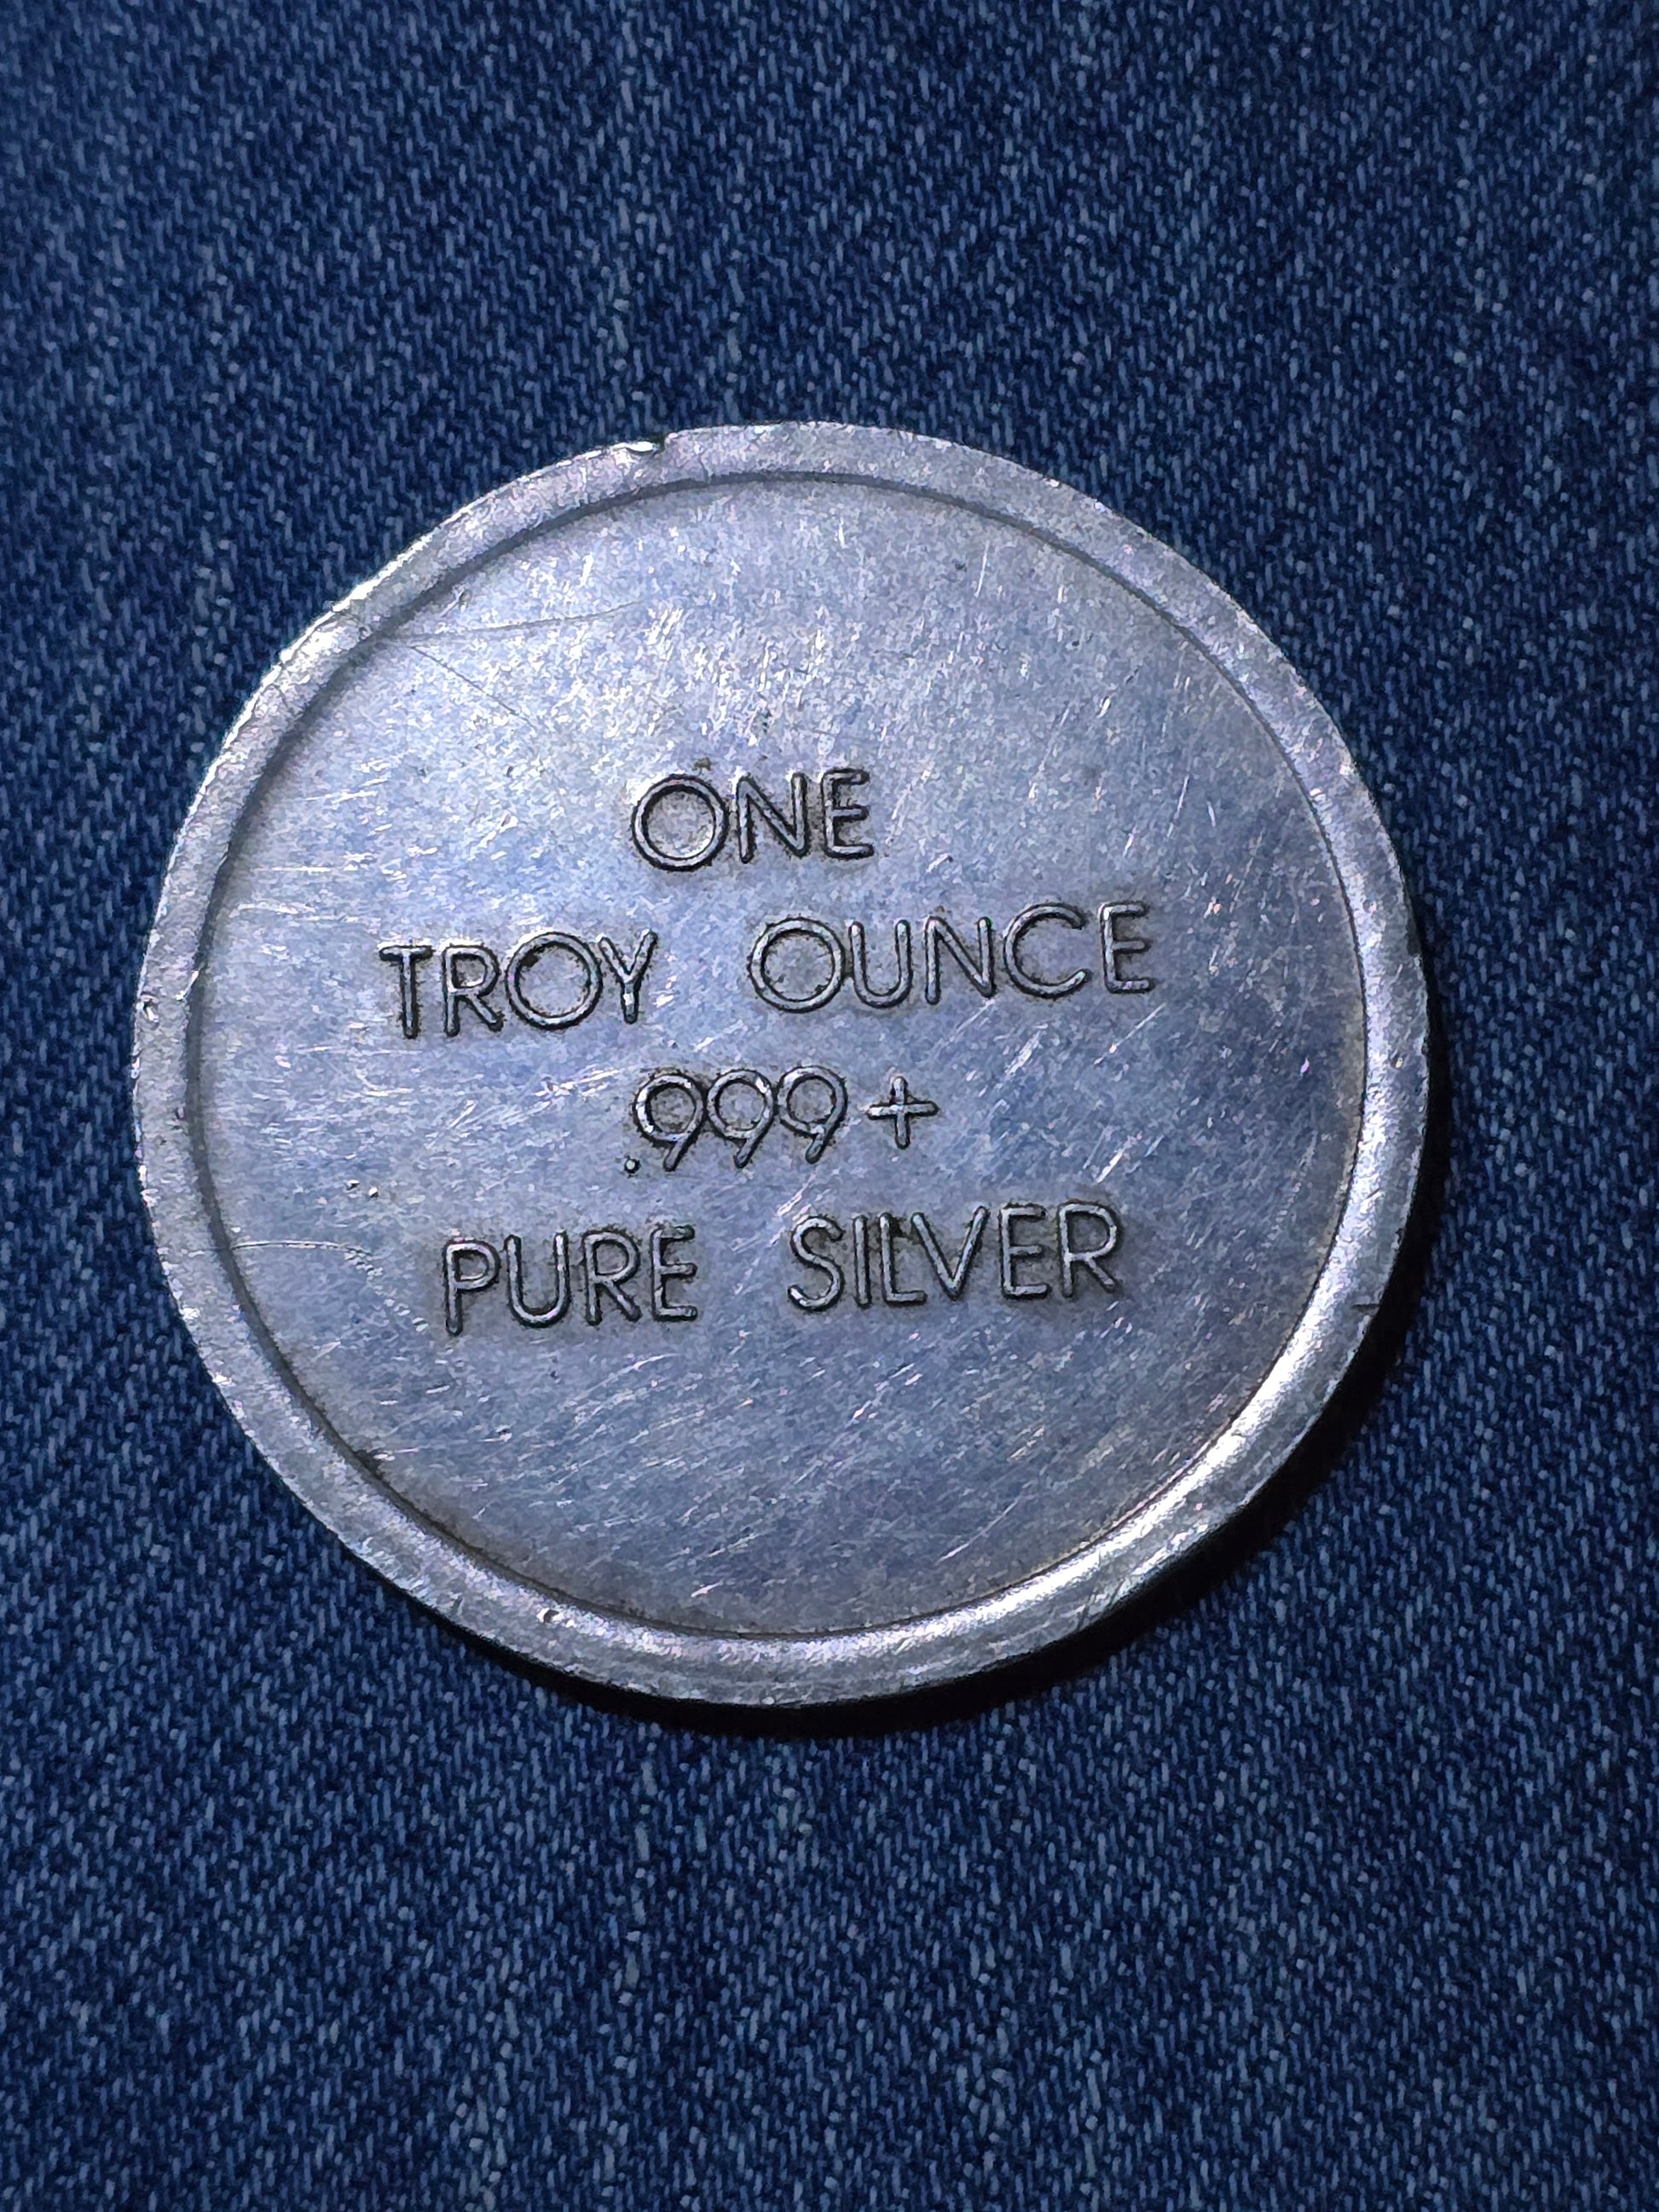 ONE
TROY OUNCE
.999+
PURE SILVER